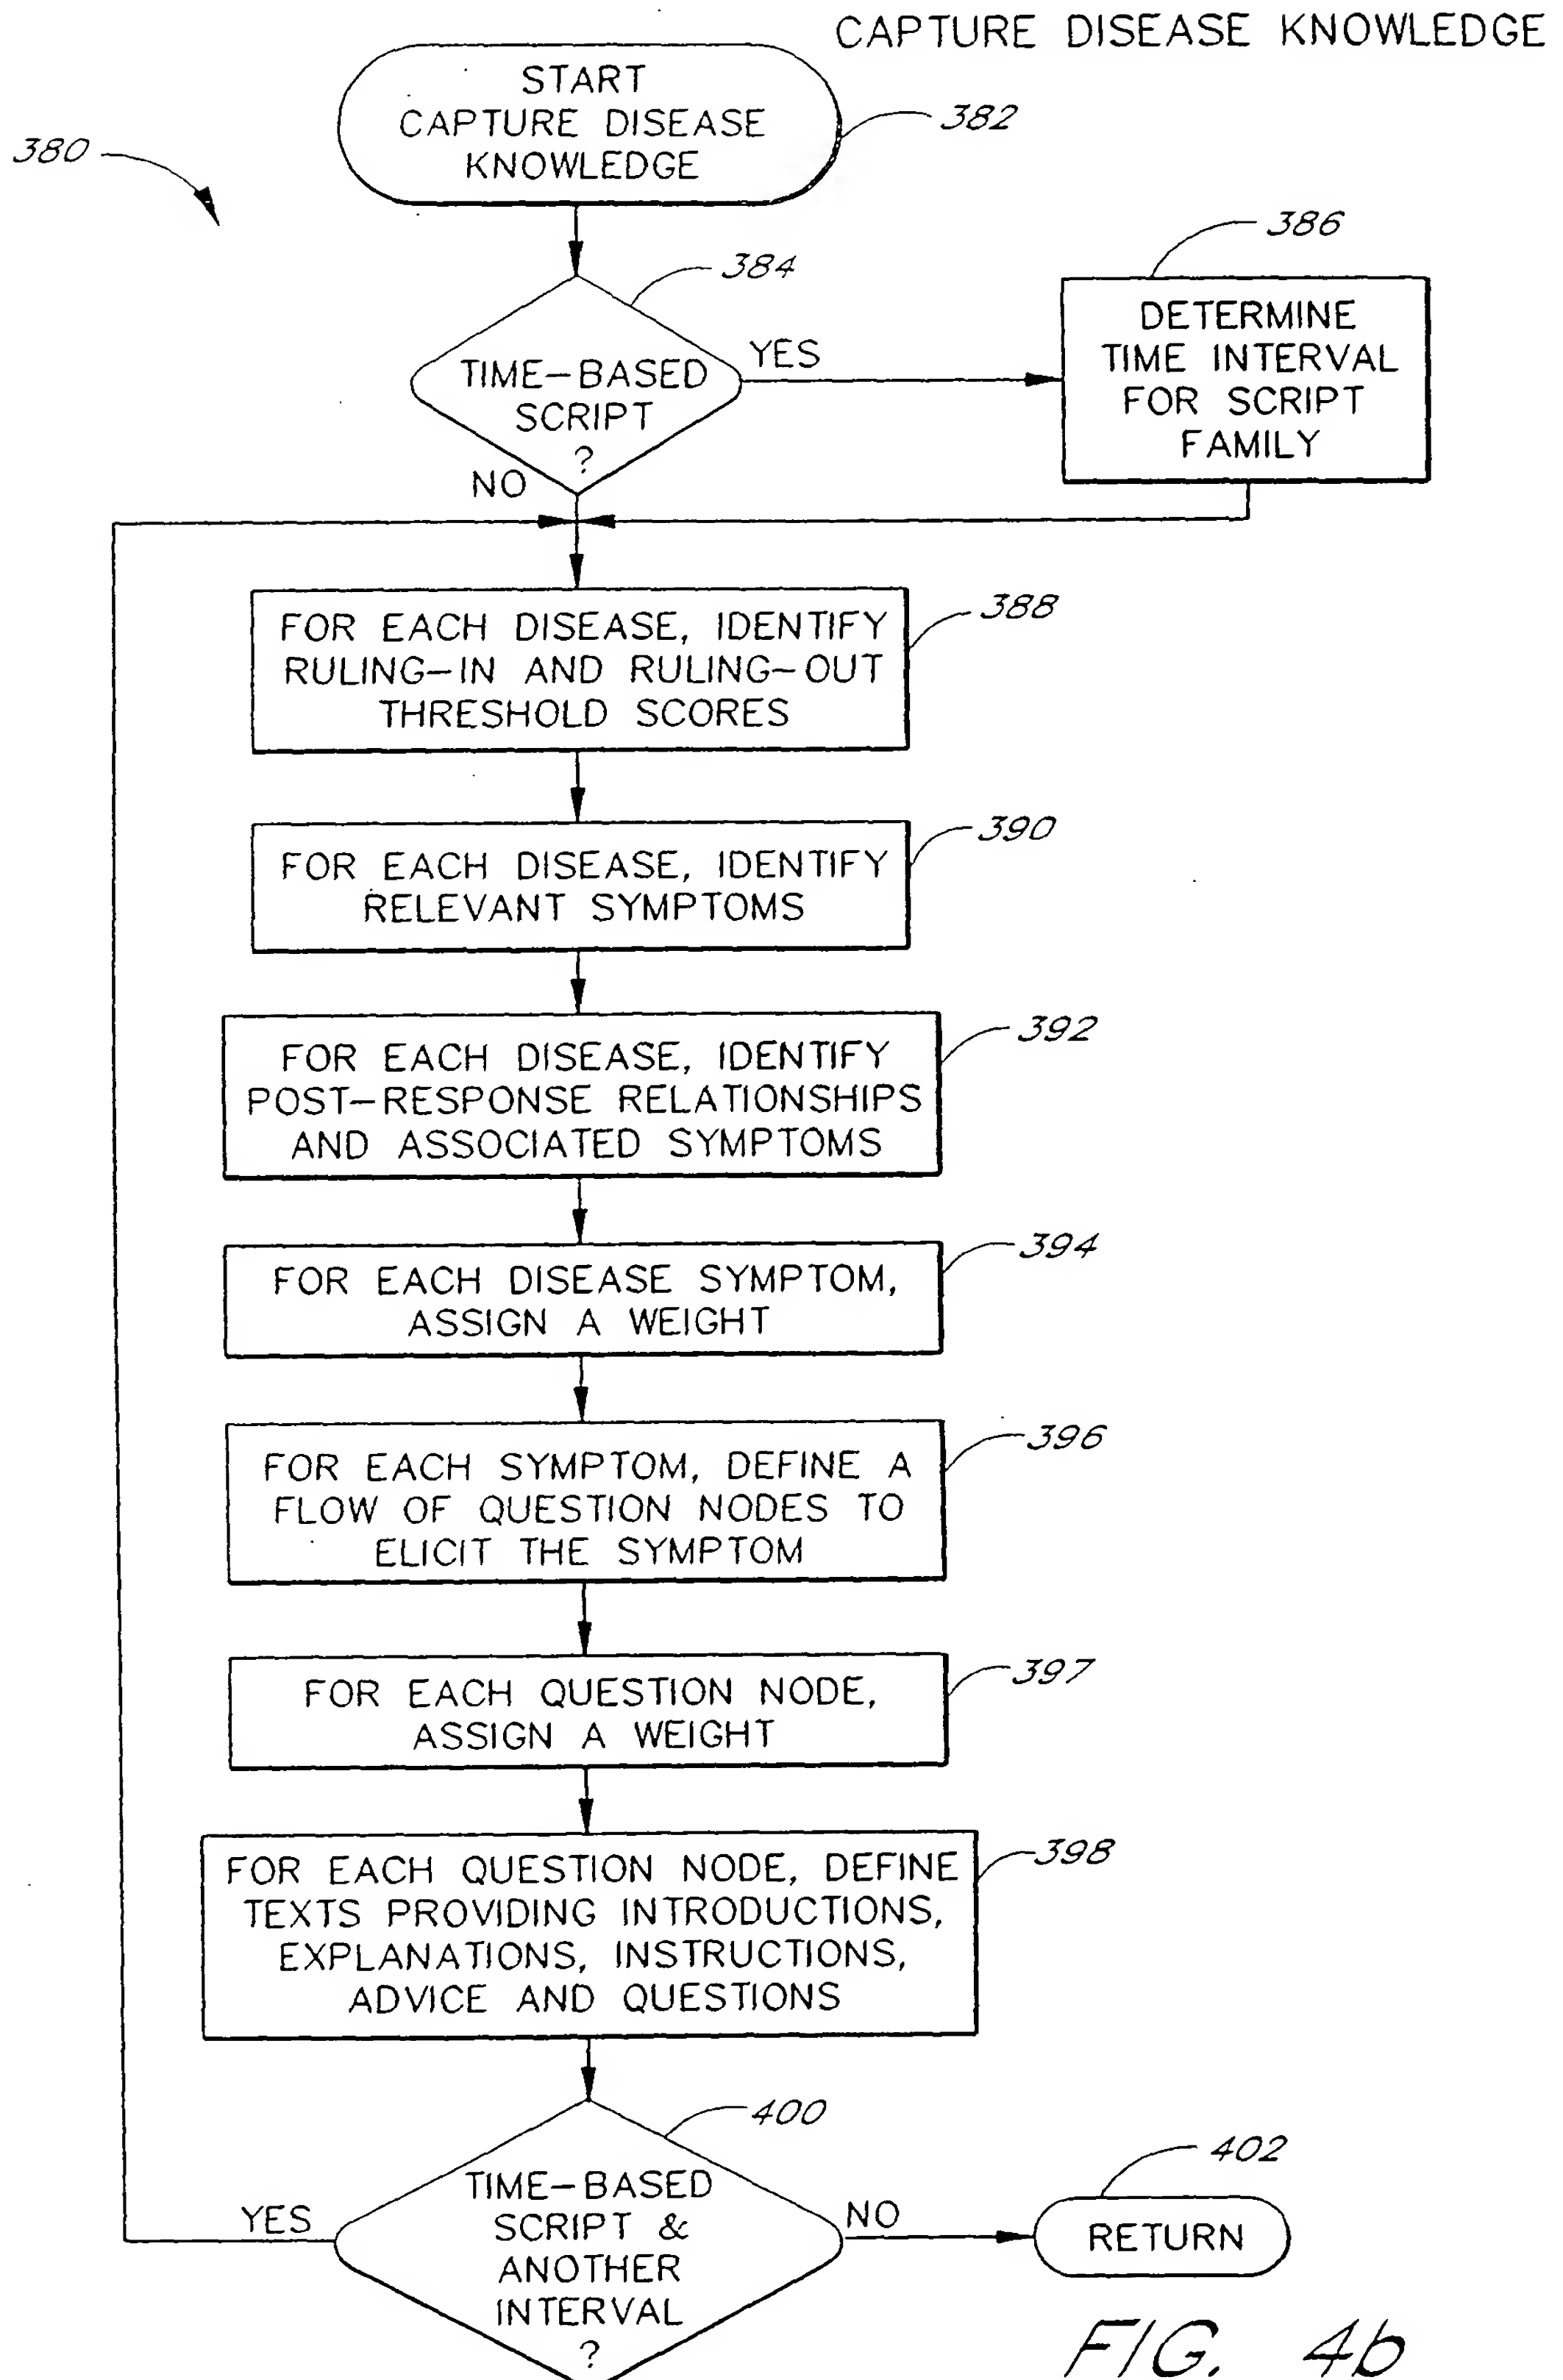 CAPTURE DISEASE KNOWLEDGE
START
CAPTURE DISEASE
KNOWLEDGE
382
380
384
386
TIME-BASED
SCRIPT
?
YES
NO
DETERMINE
TIME INTERVAL
FOR SCRIPT
FAMILY
FOR EACH DISEASE, IDENTIFY
RULING-IN AND RULING-OUT
THRESHOLD SCORES
388
FOR EACH DISEASE, IDENTIFY
RELEVANT SYMPTOMS
390
FOR EACH DISEASE, IDENTIFY
POST-RESPONSE RELATIONSHIPS
AND ASSOCIATED SYMPTOMS
392
FOR EACH DISEASE SYMPTOM,
ASSIGN A WEIGHT
394
FOR EACH SYMPTOM, DEFINE A
FLOW OF QUESTION NODES TO
ELICIT THE SYMPTOM
396
FOR EACH QUESTION NODE,
ASSIGN A WEIGHT
397
FOR EACH QUESTION NODE, DEFINE
TEXTS PROVIDING INTRODUCTIONS,
EXPLANATIONS, INSTRUCTIONS,
ADVICE AND QUESTIONS
398
400
TIME-BASED
SCRIPT &
ANOTHER
INTERVAL
?
YES
NO
402
RETURN
FIG. 4b